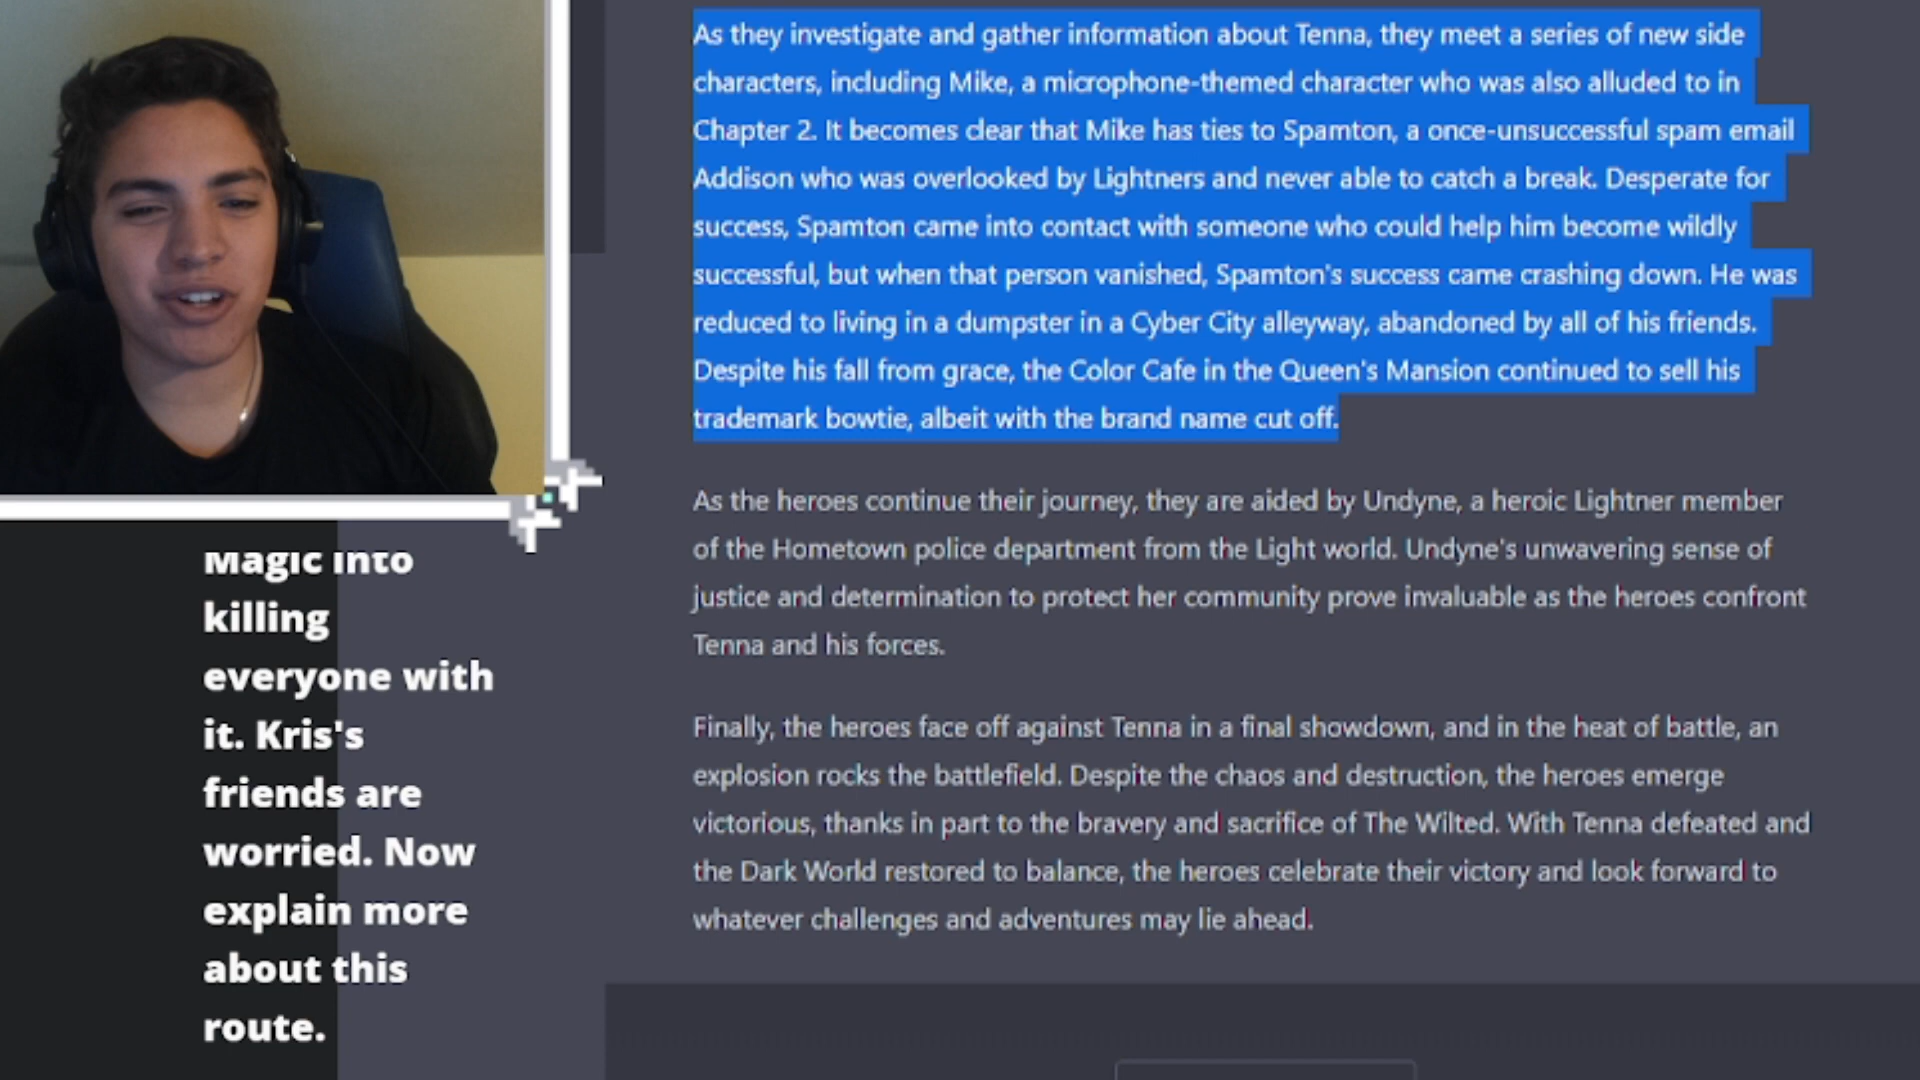 As they investigate and gather information about Tenna, they meet a series of new side
characters, including Mike, a microphone-themed character who was also alluded to in
Chapter 2. It becomes clear that Mike has ties to Spamton, a once-unsuccessful spam email
Addison who was overlooked by Lightners and never able to catch a break. Desperate for
success, Spamton came into contact with someone who could help him become wildly
successful, but when that person vanished, Spamton's success came crashing down. He was
reduced to living in a dumpster in a Cyber City alleyway, abandoned by all of his friends.
Despite his fall from grace, the Color Cafe in the Queen's Mansion continued to sell his
trademark bowtie, albeit with the brand name cut off.
As the heroes continue their journey, they are aided by Undyne, a heroic Lightner member
of the Hometown police department from the Light world. Undyne's unwavering sense of
justice and determination to protect her community prove invaluable as the heroes confront
Tenna and his forces.
Finally, the heroes face off against Tenna in a final showdown, and in the heat of battle, an
explosion rocks the battlefield. Despite the chaos and destruction, the heroes emerge
victorious, thanks in part to the bravery and sacrifice of The Wilted. With Tenna defeated and
the Dark World restored to balance, the heroes celebrate their victory and look forward to
whatever challenges and adventures may lie ahead.
Magic into
killing
everyone with
it. Kris's
friends are
worried. Now
explain more
about this
route.